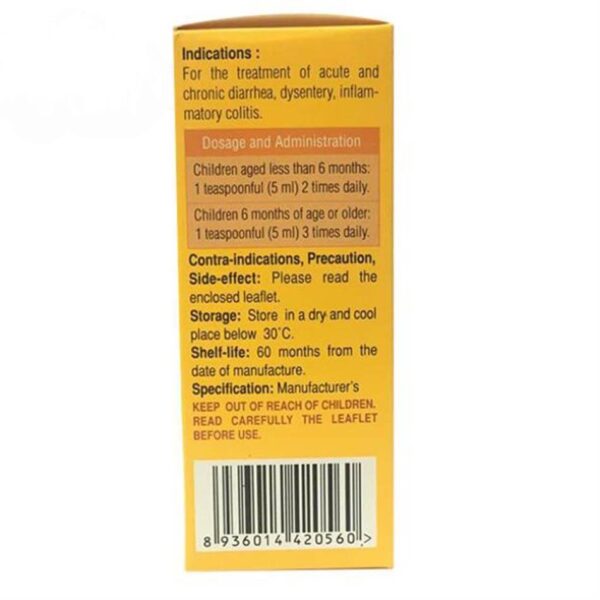 Indications :
For the treatment of acute and
chronic diarrhea, dysentery, inflam-
matory colitis.
Dosage and Administration
Children aged less than 6 months:
1 teaspoonful (5 ml) 2 times daily.
Children 6 months of age or older:
1 teaspoonful (5 ml) 3 times daily.
Contra-indications, Precaution,
Side-effect: Please read the
enclosed leaflet.
Storage: Store in a dry and cool
place below 30°C.
Shelf-life: 60 months from the
date of manufacture.
Specification: Manufacturer's
KEEP OUT OF REACH OF CHILDREN.
READ CAREFULLY THE LEAFLET
BEFORE USE.
8 936014 420560 >